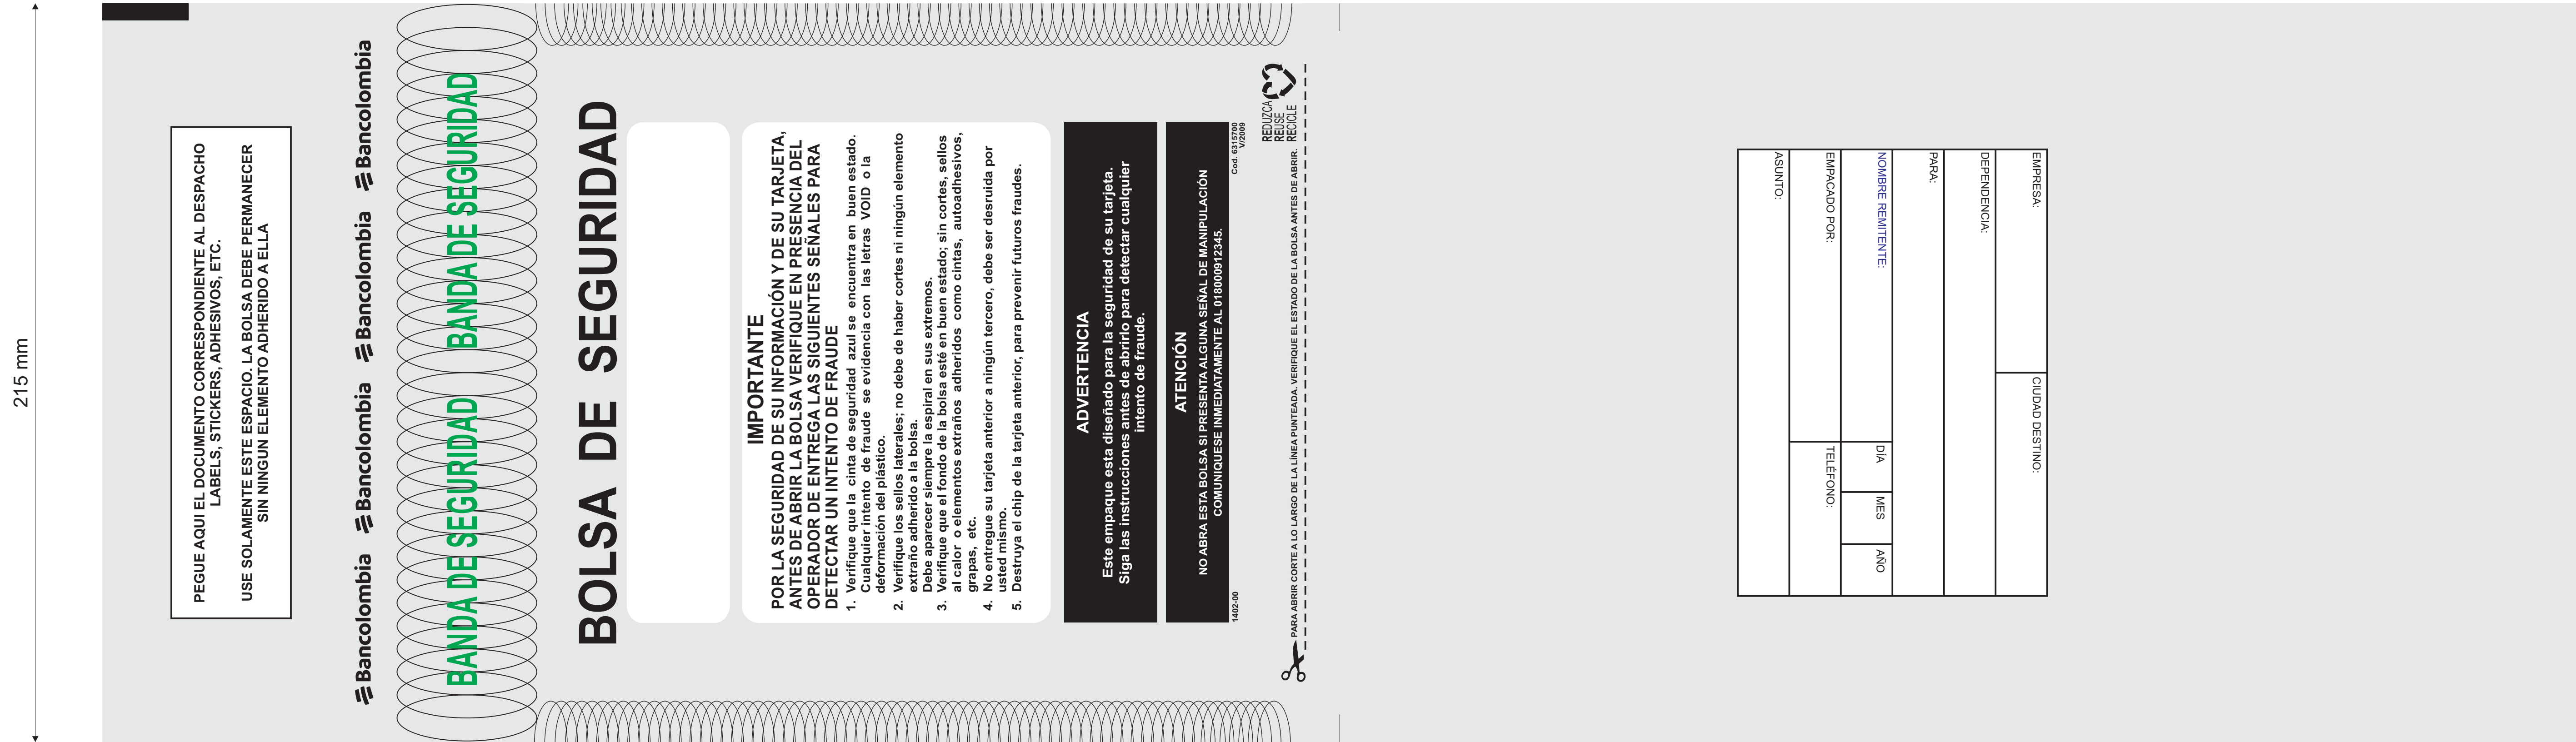 215 mm
PEGUE AQUI EL DOCUMENTO CORRESPONDIENTE AL DESPACHO
LABELS, STICKERS, ADHESIVOS, ETC.
USE SOLAMENTE ESTE ESPACIO. LA BOLSA DEBE PERMANECER
SIN NINGUN ELEMENTO ADHERIDO A ELLA
Bancolombia Bancolombia Bancolombia Bancolombia
BANDA DE SEGURIDAD BANDA DE SEGURIDAD
BOLSA DE SEGURIDAD
IMPORTANTE
POR LA SEGURIDAD DE SU INFORMACIÓN Y DE SU TARJETA,
ANTES DE ABRIR LA BOLSA VERIFIQUE EN PRESENCIA DEL
OPERADOR DE ENTREGA LAS SIGUIENTES SEÑALES PARA
DETECTAR UN INTENTO DE FRAUDE
1. Verifique que la cinta de seguridad azul se encuentra en buen estado.
Cualquier intento de fraude se evidencia con las letras VOID o la
deformación del plástico.
2. Verifique los sellos laterales; no debe de haber cortes ni ningún elemento
extraño adherido a la bolsa.
Debe aparecer siempre la espiral en sus extremos.
3. Verifique que el fondo de la bolsa esté en buen estado; sin cortes, sellos
al calor o elementos extraños adheridos como cintas, autoadhesivos,
grapas, etc.
4. No entregue su tarjeta anterior a ningún tercero, debe ser desruida por
usted mismo.
5. Destruya el chip de la tarjeta anterior, para prevenir futuros fraudes.
ADVERTENCIA
Este empaque esta diseñado para la seguridad de su tarjeta.
Siga las instrucciones antes de abrirlo para detectar cualquier
intento de fraude.
ATENCIÓN
NO ABRA ESTA BOLSA SI PRESENTA ALGUNA SEÑAL DE MANIPULACIÓN
COMUNIQUESE INMEDIATAMENTE AL 018000912345.
1402-00
Cod. 6315700
V/2009
REDUZCA
REUSE
RECICLE
PARA ABRIR CORTE A LO LARGO DE LA LÍNEA PUNTEADA. VERIFIQUE EL ESTADO DE LA BOLSA ANTES DE ABRIR.
EMPRESA: CIUDAD DESTINO:
DEPENDENCIA:
PARA:
NOMBRE REMITENTE: DÍA MES AÑO
EMPACADO POR: TELÉFONO:
ASUNTO: